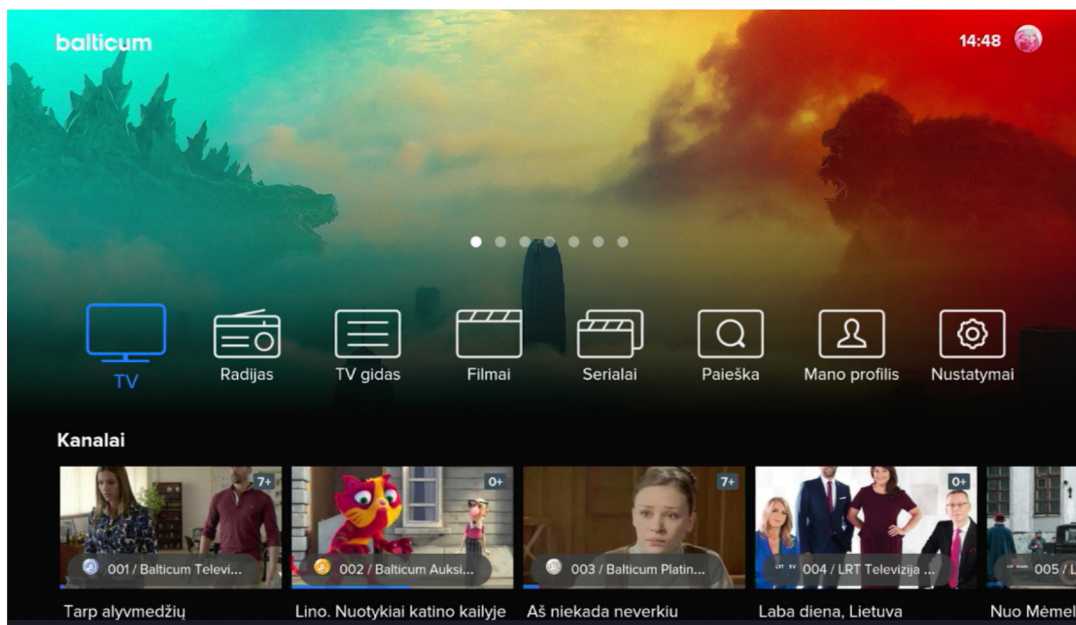 balticum
14:48
TV
Radijas
TV gidas
Filmai
Serialai
Paieška
Mano profilis
Nustatymai
Kanalai
7+
0+
7+
0+
001 / Balticum Televi...
002 / Balticum Auksi...
003 / Balticum Platin...
LRT TV 004 / LRT Televizija ...
005 / L
Tarp alyvmedžių
Lino. Nuotykiai katino kailyje
Aš niekada neverkiu
Laba diena, Lietuva
Nuo Mėmel